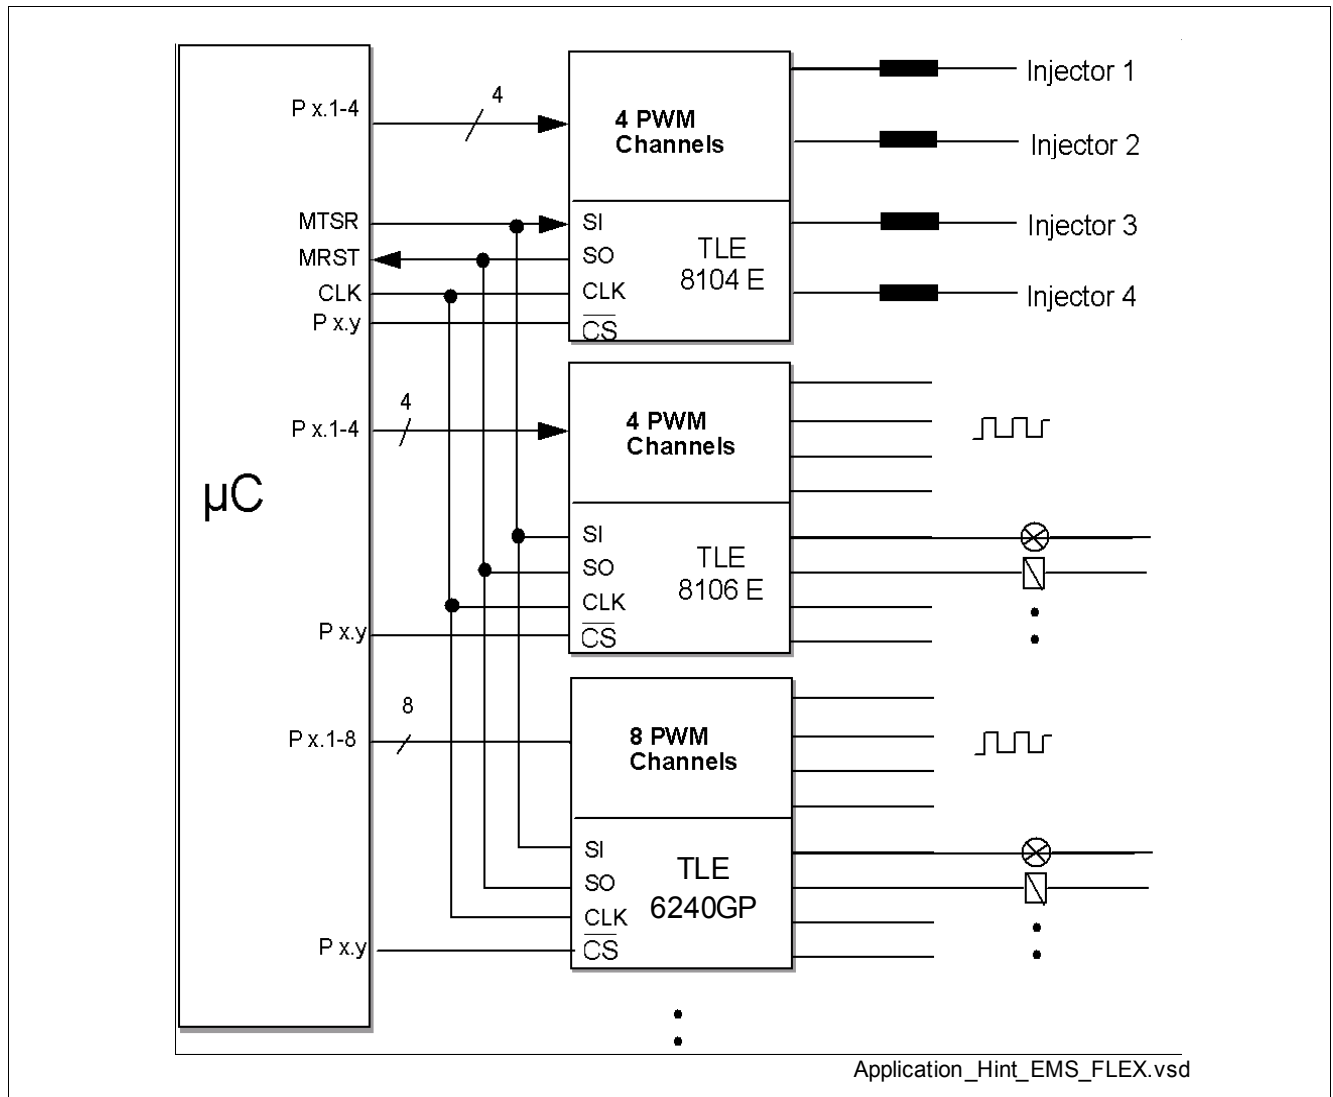 µC
P x.1-4
4
4 PWM
Channels
Injector 1
Injector 2
MTSR
SI
Injector 3
MRST
SO
TLE
8104 E
CLK
CLK
Injector 4
P x.y
CS
P x.1-4
4
4 PWM
Channels
SI
SO
TLE
8106 E
CLK
P x.y
CS
P x.1-8
8
8 PWM
Channels
SI
SO
TLE
6240GP
CLK
P x.y
CS
Application_Hint_EMS_FLEX.vsd